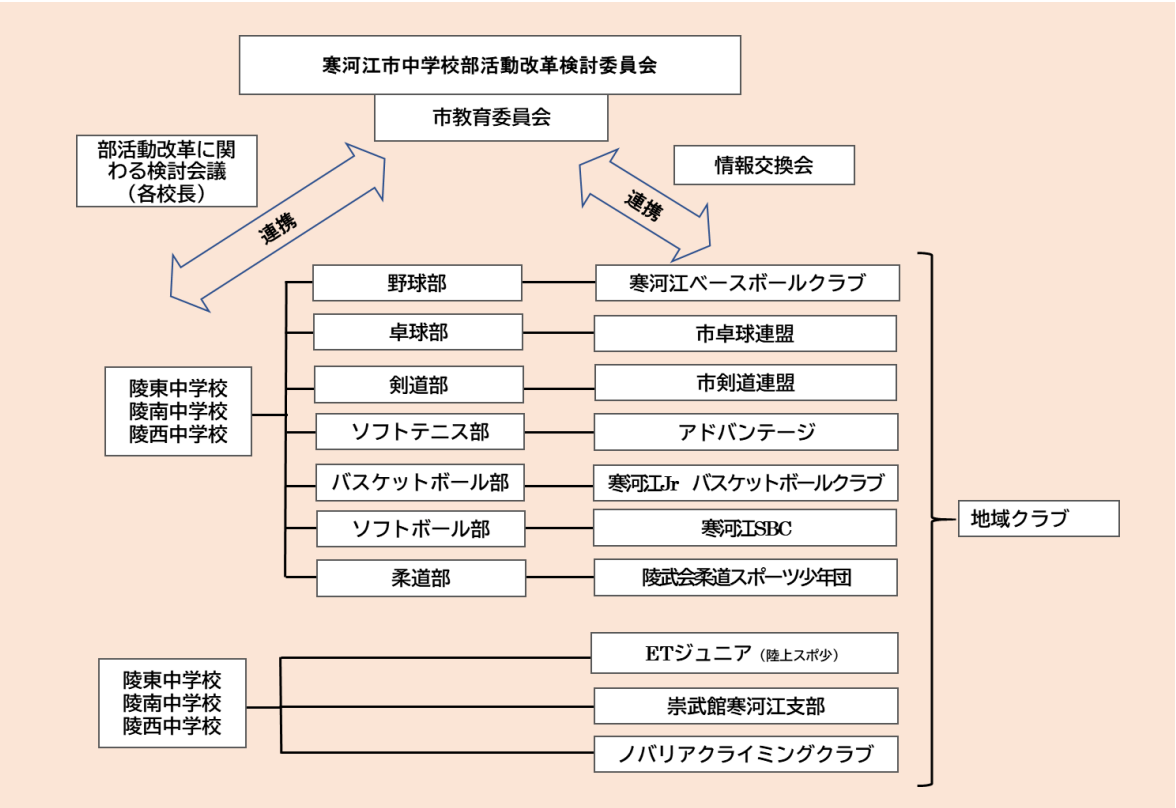 寒河江市中学校部活動改革検討委員会
市教育委員会
部活動改革に関
わる検討会議
（各校長）
情報交換会
連携
連携
野球部
寒河江ベースボールクラブ
卓球部
市卓球連盟
陵東中学校
陵南中学校
陵西中学校
剣道部
市剣道連盟
ソフトテニス部
アドバンテージ
バスケットボール部
寒河江Jr バスケットボールクラブ
ソフトボール部
寒河江SBC
地域クラブ
柔道部
陵武会柔道スポーツ少年団
陵東中学校
陵南中学校
陵西中学校
ETジュニア（陸上スポ少）
崇武館寒河江支部
ノバリアクライミングクラブ